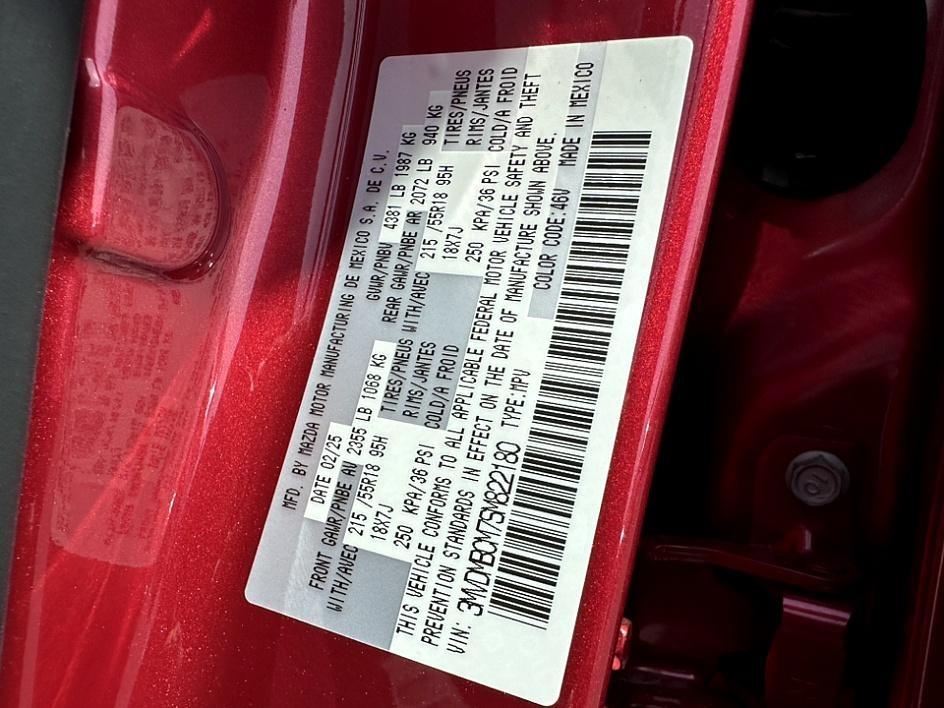 MFD. BY MAZDA MOTOR MANUFACTURING DE MEXICO S.A. DE C.V.
DATE 02/25 GVWR/PNBV 4381 LB 1987 KG
FRONT GAWR/PNBE AV 2355 LB 1068 KG REAR GAWR/PNBE AR 2072 LB 940 KG
WITH/AVEC 215 /55R18 95H TIRES/PNEUS WITH/AVEC 215 /55R18 95H TIRES/PNEUS
18X7J RIMS/JANTES 18X7J RIMS/JANTES
250 KPA/36 PSI COLD/A FROID 250 KPA/36 PSI COLD/A FROID
THIS VEHICLE CONFORMS TO ALL APPLICABLE FEDERAL MOTOR VEHICLE SAFETY AND THEFT
PREVENTION STANDARDS IN EFFECT ON THE DATE OF MANUFACTURE SHOWN ABOVE.
VIN: 3MVDMBCM7SM822180 TYPE:MPV COLOR CODE:46V MADE IN MEXICO
10